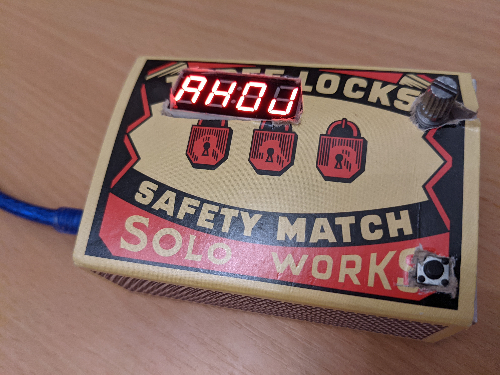 LOCKS
AHOJ
SAFETY MATCH
SOLO WORKS